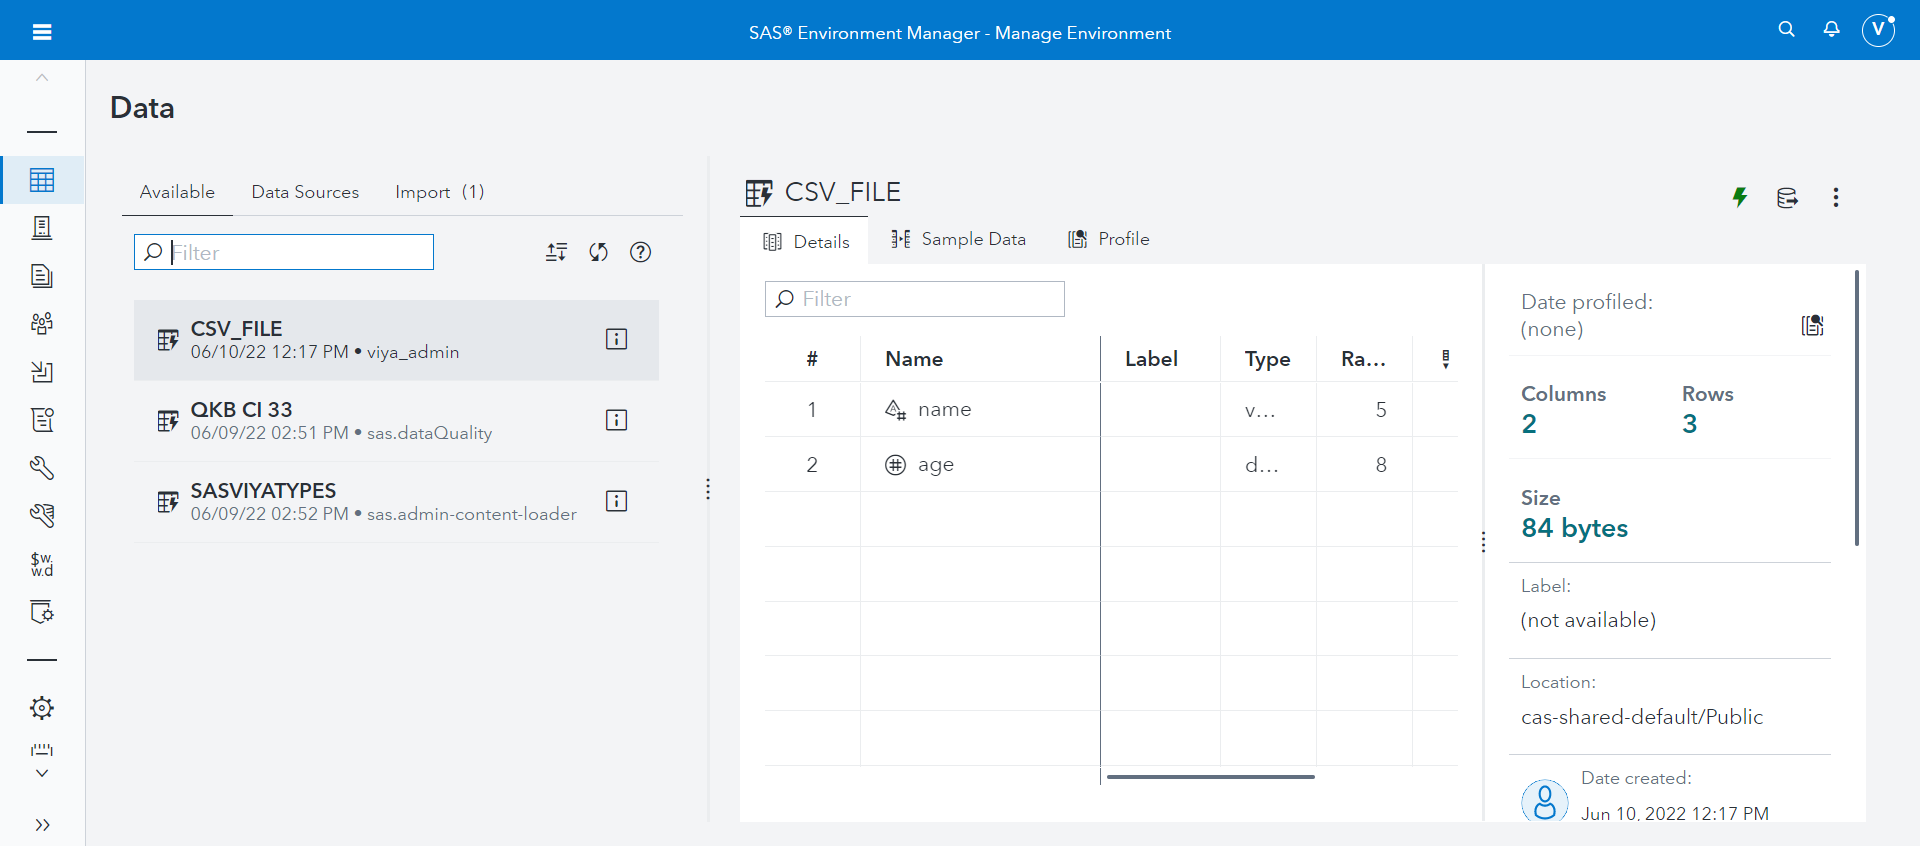 SAS® Environment Manager - Manage Environment
V
Data
Available
Data Sources
Import (1)
Filter
CSV_FILE
06/10/22 12:17 PM • viya_admin
QKB CI 33
06/09/22 02:51 PM • sas.dataQuality
SASVIYATYPES
06/09/22 02:52 PM • sas.admin-content-loader
$w.
w.d
CSV_FILE
Details
Sample Data
Profile
Filter
# Name Label Type Ra...
1 name v... 5
2 age d... 8
Date profiled:
(none)
Columns Rows
2 3
Size
84 bytes
Label:
(not available)
Location:
cas-shared-default/Public
Date created:
Jun 10, 2022 12:17 PM